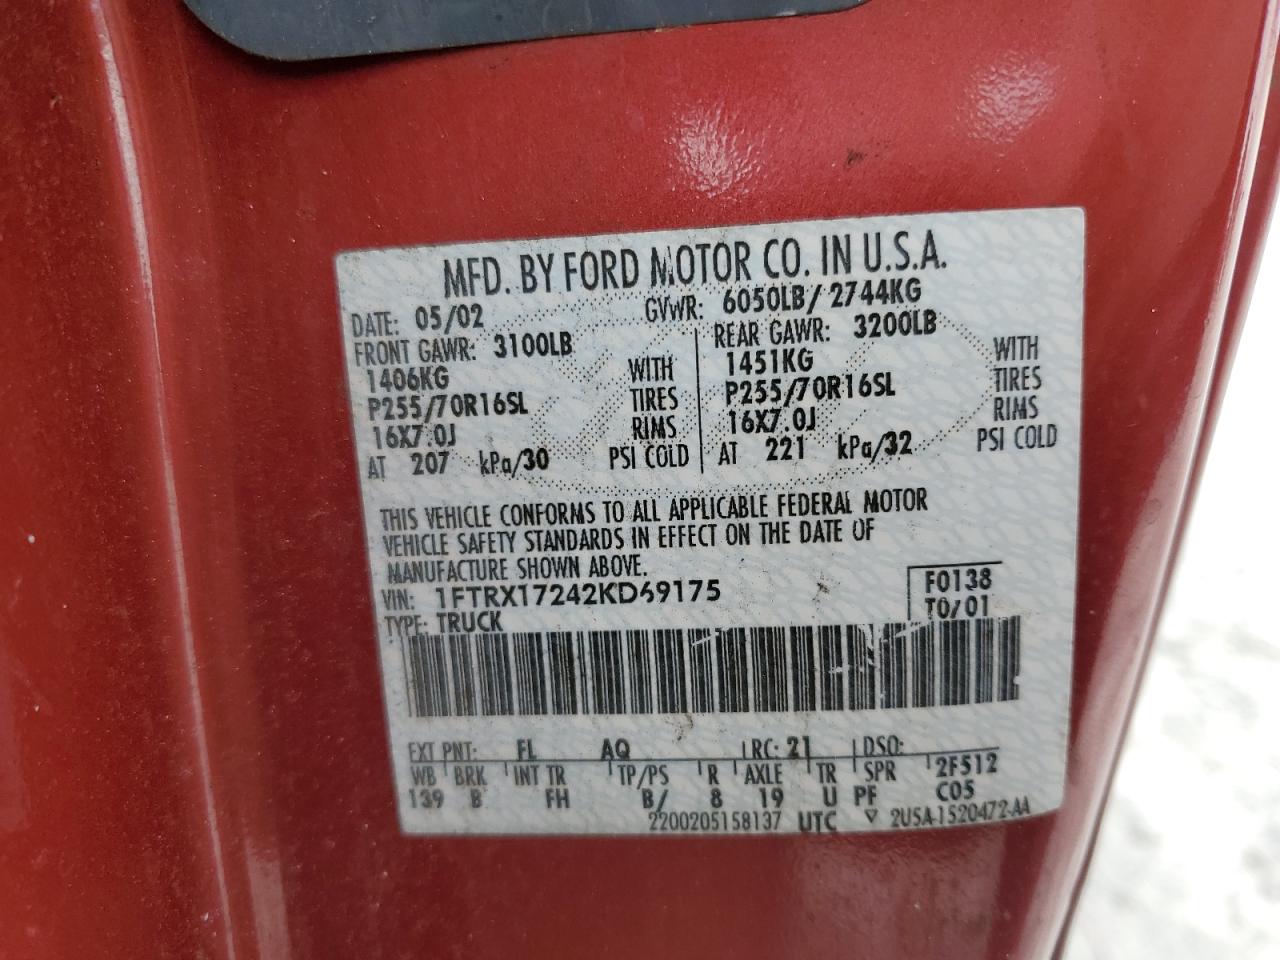 MFD. BY FORD MOTOR CO. IN U.S.A.
DATE: 05/02 GVWR: 6050LB/ 2744KG
FRONT GAWR: 3100LB REAR GAWR: 3200LB
1406KG WITH 1451KG WITH
P255/70R16SL TIRES P255/70R16SL TIRES
16X7.0J RIMS 16X7.0J RIMS
AT 207 kPa/30 PSI COLD AT 221 kPa/32 PSI COLD
THIS VEHICLE CONFORMS TO ALL APPLICABLE FEDERAL MOTOR
VEHICLE SAFETY STANDARDS IN EFFECT ON THE DATE OF
MANUFACTURE SHOWN ABOVE.
VIN: 1FTRX17242KD69175 F0138
TYPE: TRUCK T0/01
EXT PNT: FL AQ RC: 21 DSO:
WB BRK INT TR TP/PS R AXLE TR SPR 2F512
139 B FH B/ 8 19 U PF C05
2200205158137 UTC ▽ 2U5A-1520472-AA